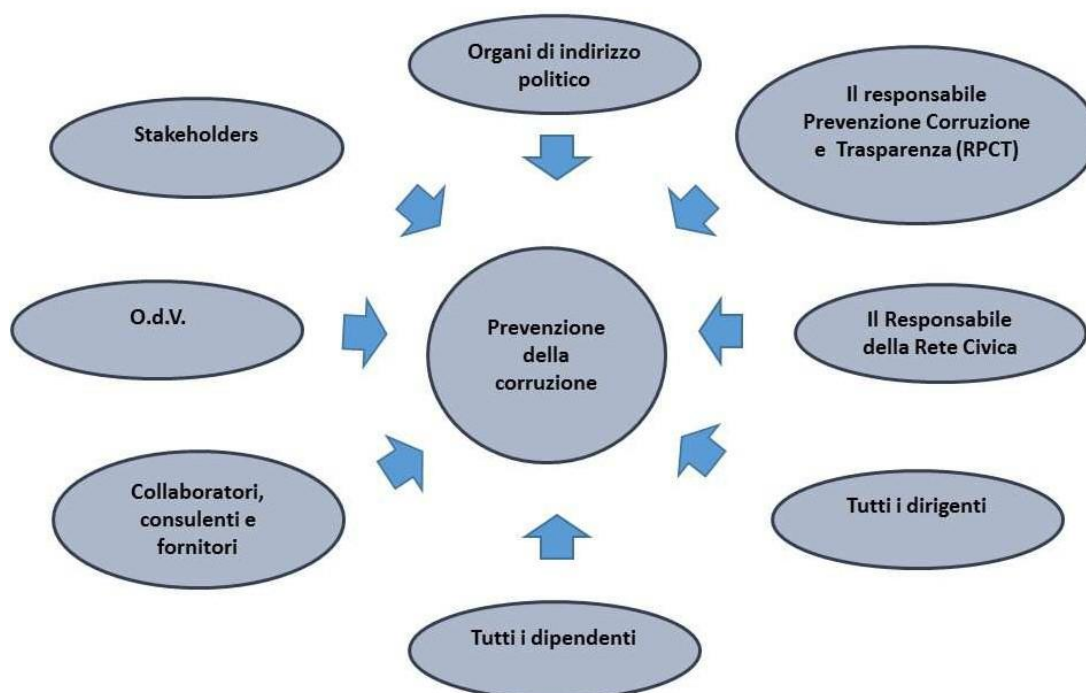 Organi di indirizzo
politico
Il responsabile
Prevenzione Corruzione
e Trasparenza (RPCT)
Stakeholders
O.d.V.
Prevenzione
della
corruzione
Il Responsabile
della Rete Civica
Collaboratori,
consulenti e
fornitori
Tutti i dirigenti
Tutti i dipendenti